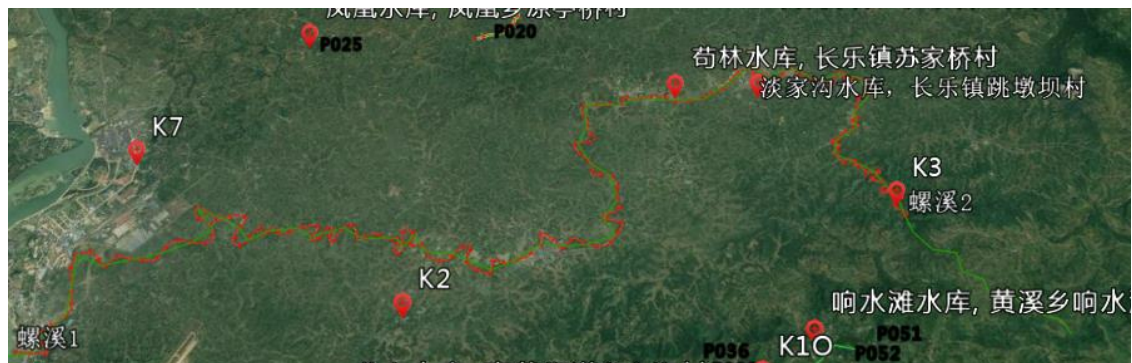 凤凰水库, 凤凰乡凉亭桥村
P020
P025
苟林水库, 长乐镇苏家桥村
淡家沟水库，长乐镇跳墩坝村
K7
K3
螺溪2
K2
响水滩水库, 黄溪乡响水
螺溪1
P051
P036
K10
P052